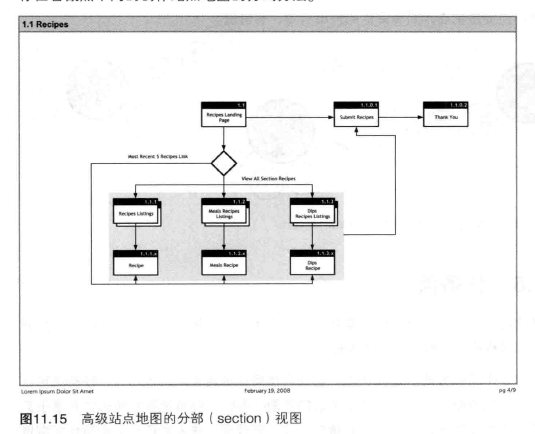 1.1 Recipes
1.1
Recipes Landing
Page
1.1.0.1
Submit Recipes
1.1.0.2
Thank You
Most Recent 5 Recipes Link
View All Section Recipes
1.1.1
Recipes Listings
1.1.2
Meals Recipes
Listings
1.1.3
Dips
Recipes Listings
1.1.1.x
Recipe
1.1.2.x
Meals Recipe
1.1.3.x
Dips
Recipe
Lorem Ipsum Dolor Sit Amet
February 19, 2008
pg 4/9
图11.15 高级站点地图的分部(section)视图